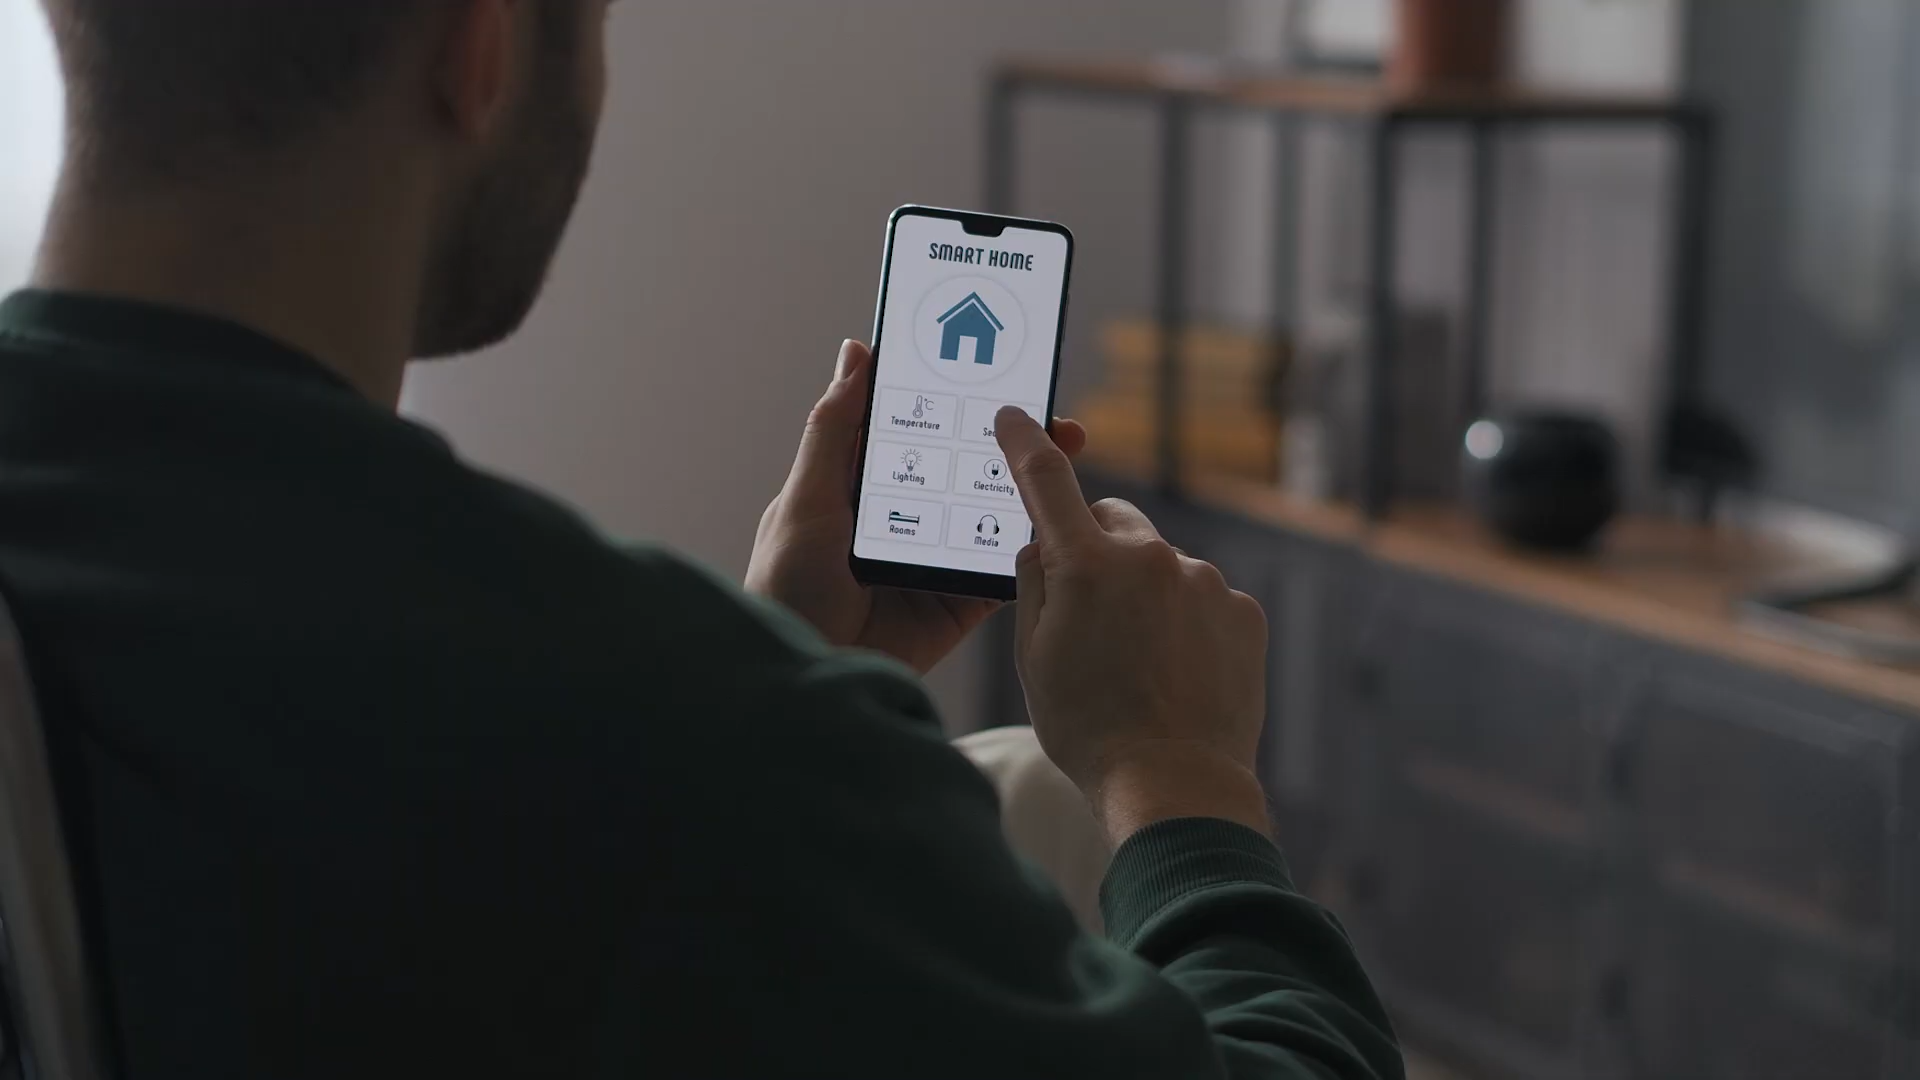 SMART HOME
°C
Temperature
Lighting
Electricity
Rooms
Media